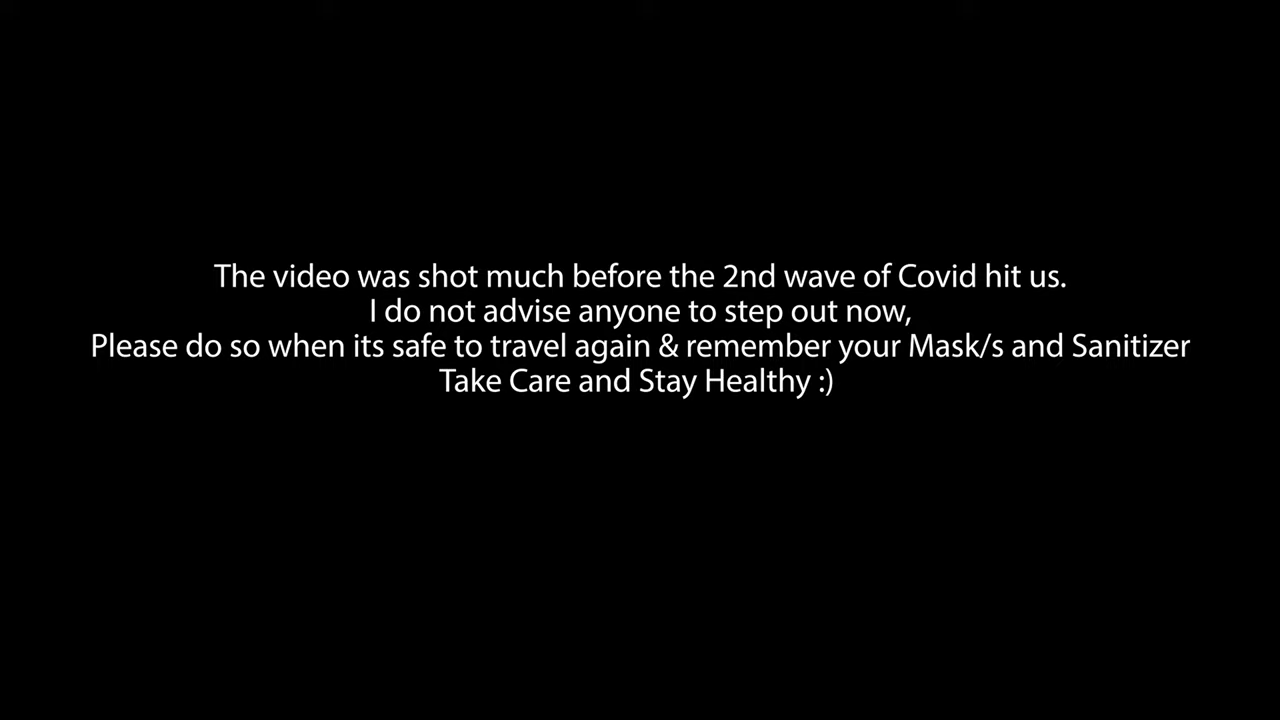 The video was shot much before the 2nd wave of Covid hit us.
I do not advise anyone to step out now,
Please do so when its safe to travel again & remember your Mask/s and Sanitizer
Take Care and Stay Healthy :)